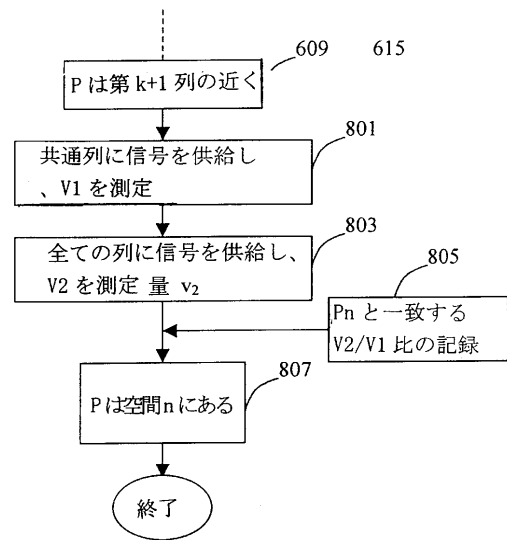 609 615
Pは第k+1列の近く
801
共通列に信号を供給し
、V1を測定
803
全ての列に信号を供給し、
V2を測定 量 v₂
805
Pnと一致する
V2/V1比の記録
807
Pは空間nにある
終了